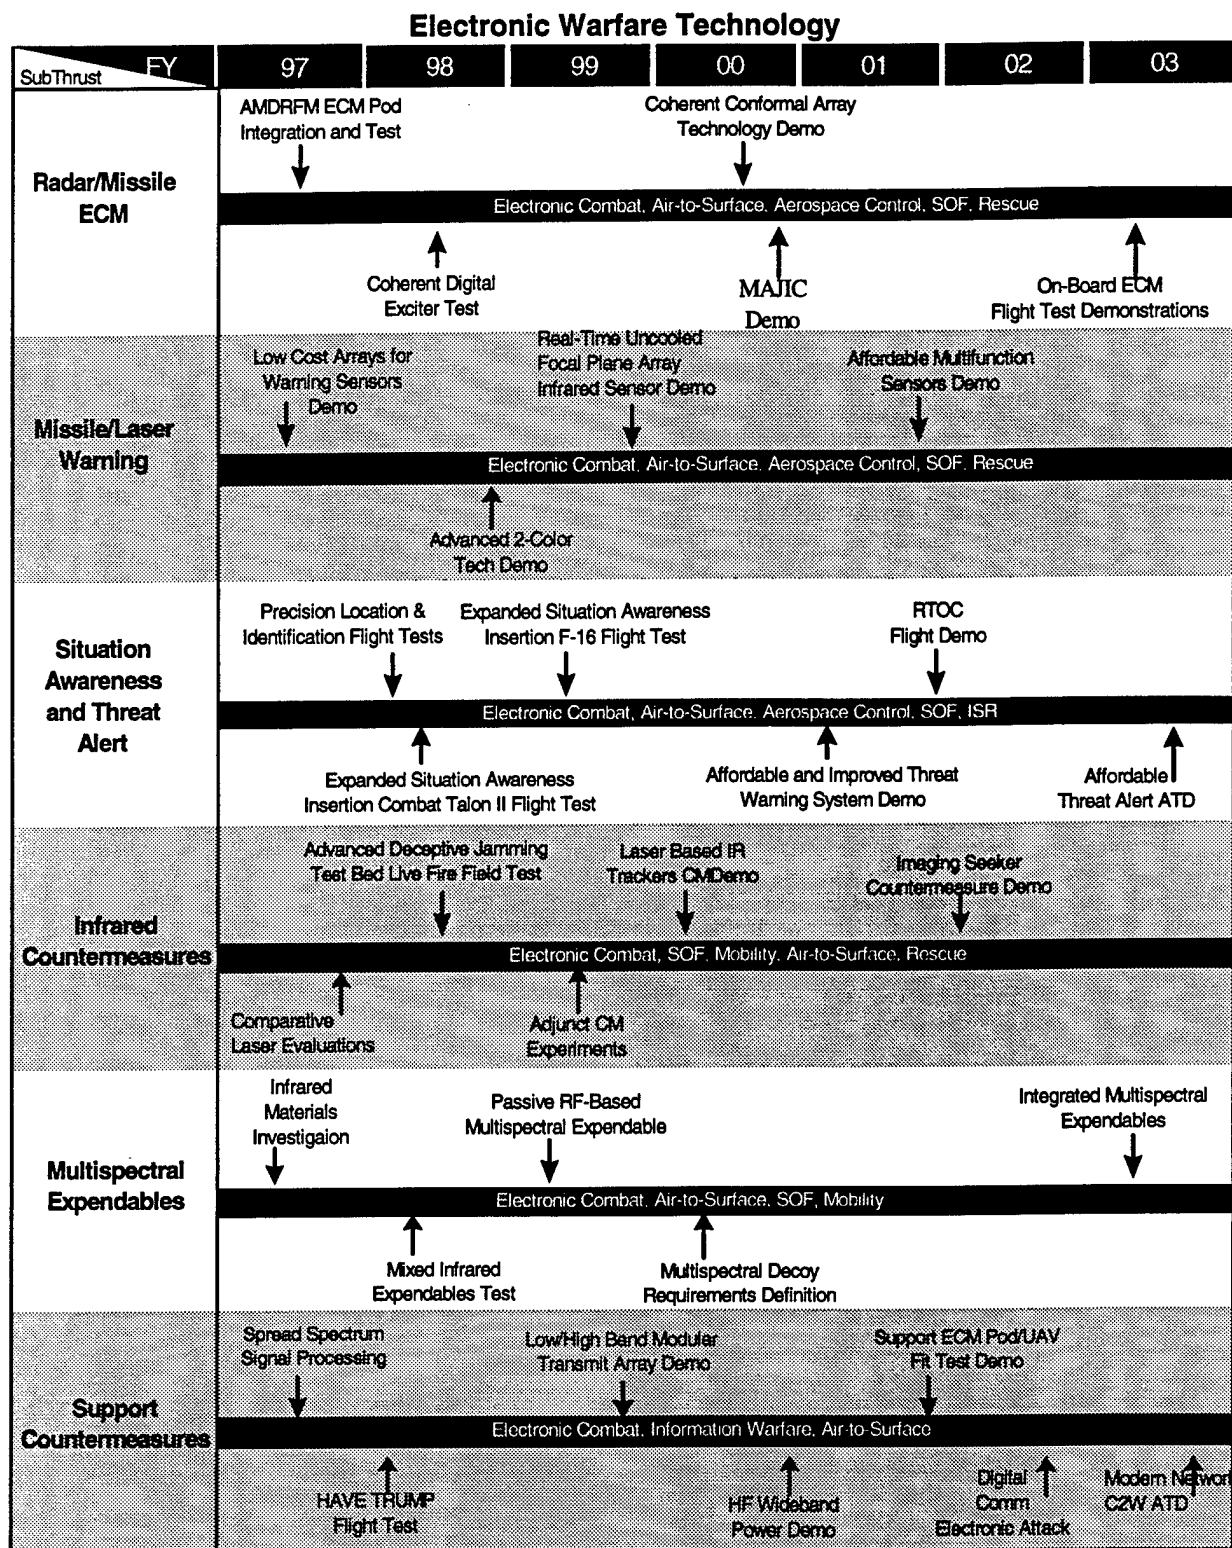 Electronic Warfare Technology
SubThrust FY 97 98 99 00 01 02 03
Radar/Missile
ECM
AMDRFM ECM Pod
Integration and Test
Coherent Conformal Array
Technology Demo
Electronic Combat, Air-to-Surface, Aerospace Control, SOF, Rescue
Coherent Digital
Exciter Test
MAJIC
Demo
On-Board ECM
Flight Test Demonstrations
Missile/Laser
Warning
Low Cost Arrays for
Warning Sensors
Demo
Real-Time Uncooled
Focal Plane Array
Infrared Sensor Demo
Affordable Multifunction
Sensors Demo
Electronic Combat, Air-to-Surface, Aerospace Control, SOF, Rescue
Advanced 2-Color
Tech Demo
Situation
Awareness
and Threat
Alert
Precision Location &
Identification Flight Tests
Expanded Situation Awareness
Insertion F-16 Flight Test
RTOC
Flight Demo
Electronic Combat, Air-to-Surface, Aerospace Control, SOF, ISR
Expanded Situation Awareness
Insertion Combat Talon II Flight Test
Affordable and Improved Threat
Warning System Demo
Affordable
Threat Alert ATD
Infrared
Countermeasures
Advanced Deceptive Jamming
Test Bed Live Fire Field Test
Laser Based IR
Trackers CMDemo
Imaging Seeker
Countermeasure Demo
Electronic Combat, SOF, Mobility, Air-to-Surface, Rescue
Comparative
Laser Evaluations
Adjunct CM
Experiments
Multispectral
Expendables
Infrared
Materials
Investigaion
Passive RF-Based
Multispectral Expendable
Integrated Multispectral
Expendables
Electronic Combat, Air-to-Surface, SOF, Mobility
Mixed Infrared
Expendables Test
Multispectral Decoy
Requirements Definition
Support
Countermeasures
Spread Spectrum
Signal Processing
Low/High Band Modular
Transmit Array Demo
Support ECM Pod/UAV
Flt Test Demo
Electronic Combat, Information Warfare, Air-to-Surface
HAVE TRUMP
Flight Test
HF Wideband
Power Demo
Digital
Comm
Electronic Attack
Modern Network
C2W ATD